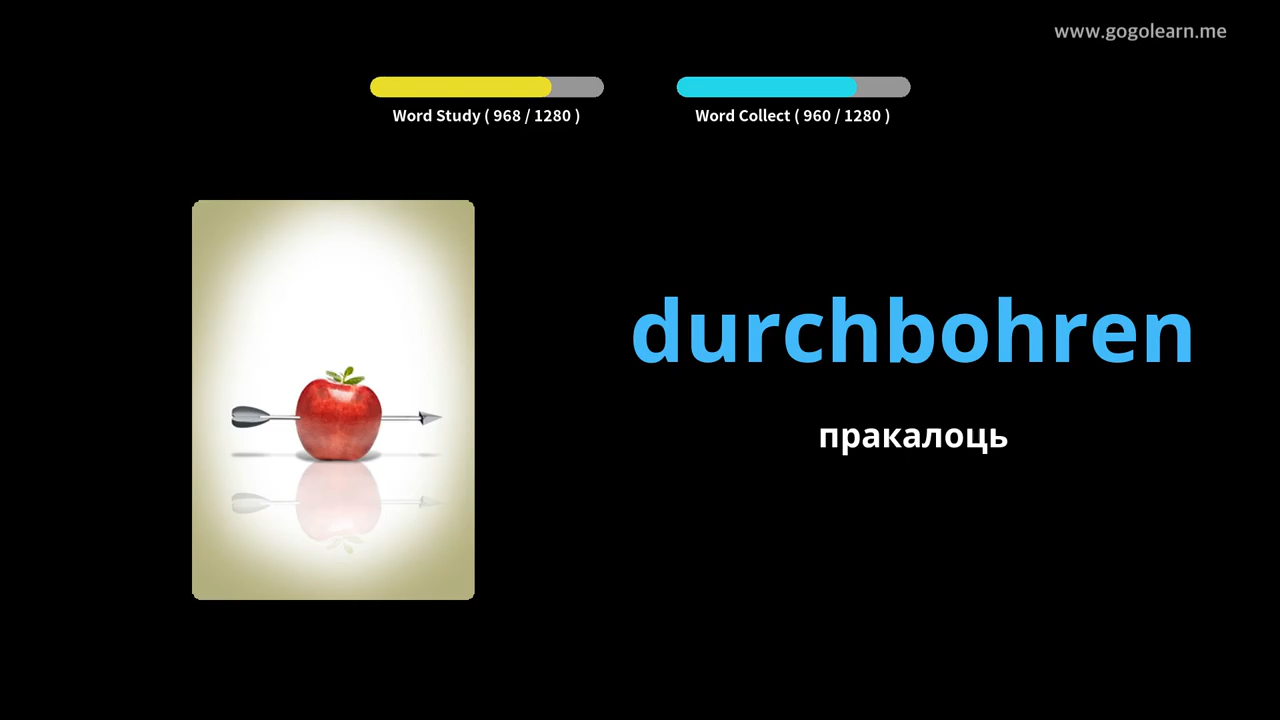 www.gogolearn.me
Word Study ( 968 / 1280 )
Word Collect ( 960 / 1280 )
durchbohren
пракалоць